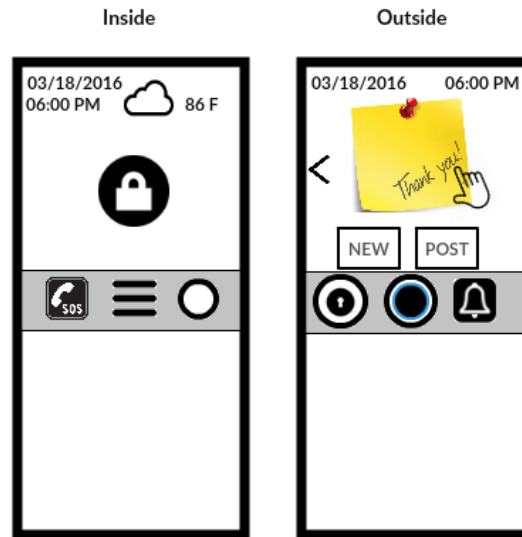 Inside
Outside
03/18/2016
06:00 PM
86 F
SOS
03/18/2016 06:00 PM
Thank you!
NEW POST